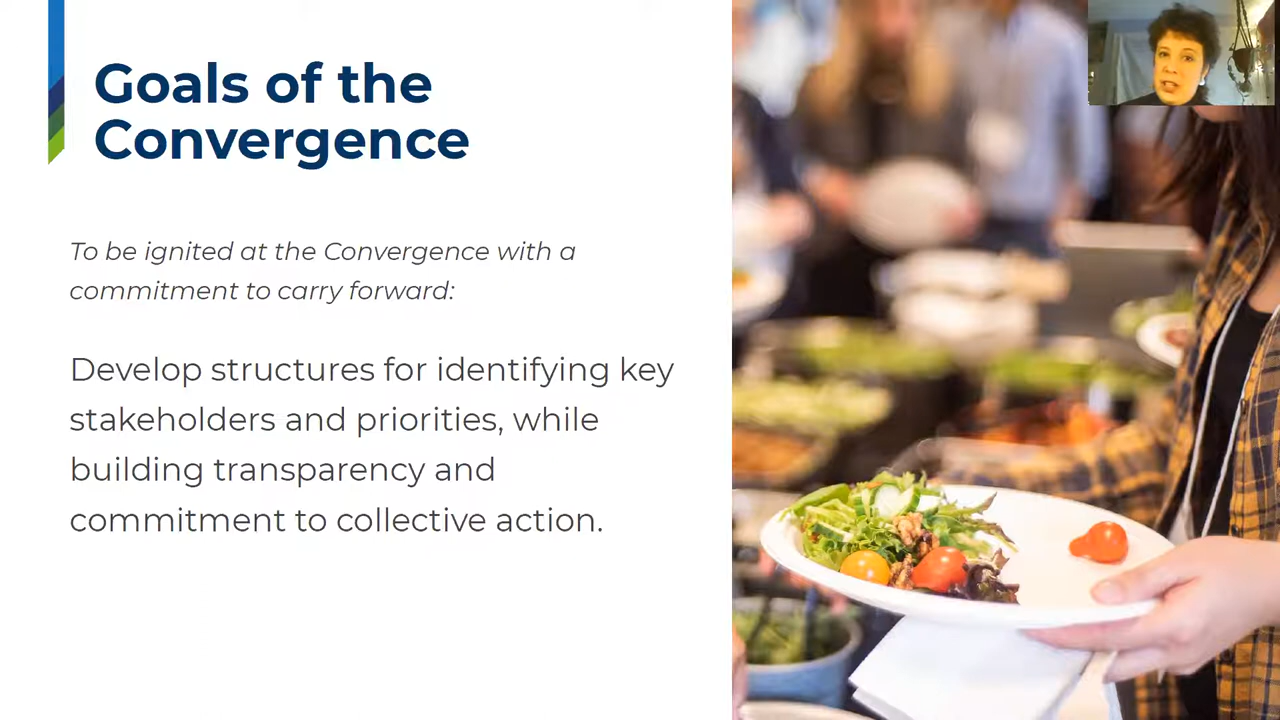 Goals of the
Convergence
To be ignited at the Convergence with a
commitment to carry forward:
Develop structures for identifying key
stakeholders and priorities, while
building transparency and
commitment to collective action.